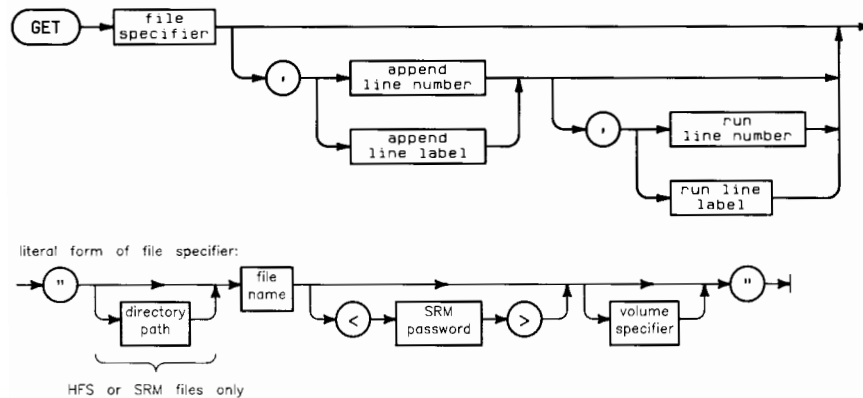 GET
file
specifier
,
append
line number
append
line label
,
run
line number
run line
label
literal form of file specifier:
"
directory
path
file
name
<
SRM
password
>
volume
specifier
"
HFS or SRM files only